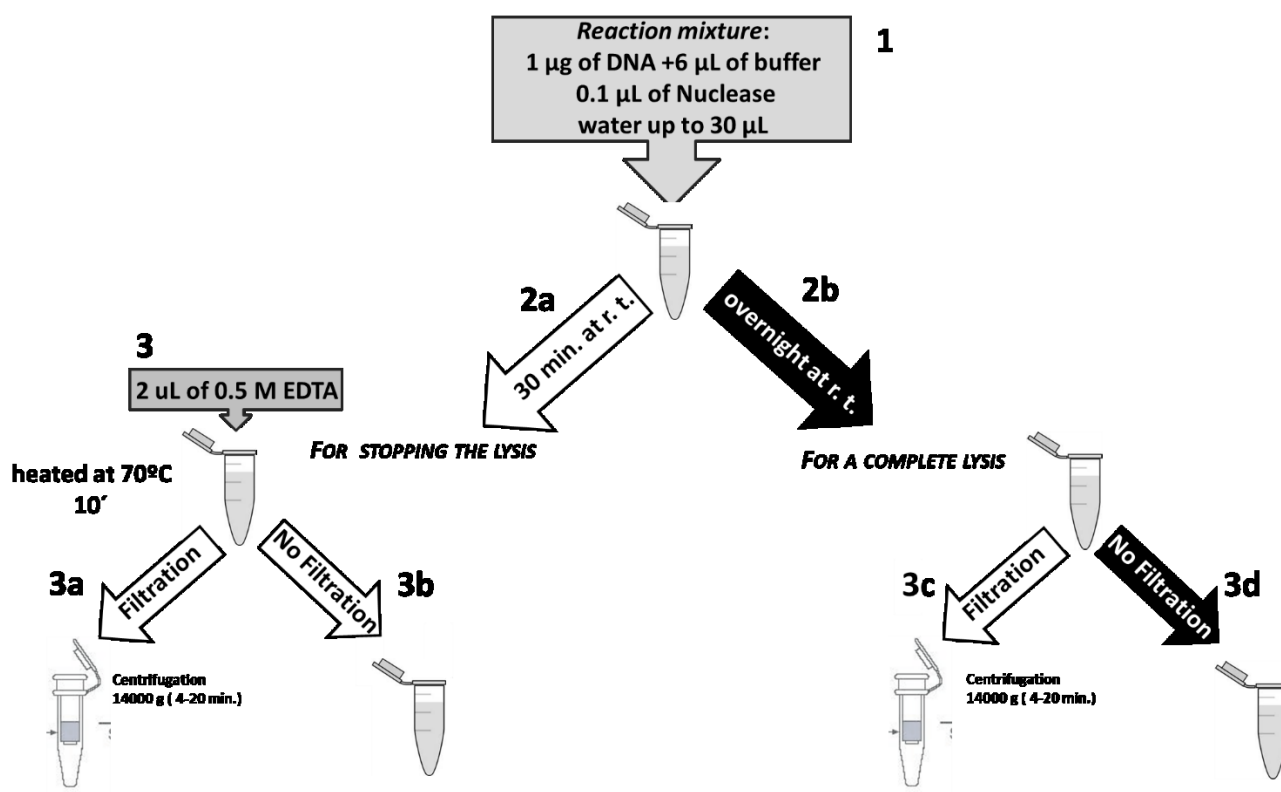 Reaction mixture:
1 µg of DNA +6 µL of buffer
0.1 µL of Nuclease
water up to 30 µL
1
2a
30 min. at r. t.
2b
overnight at r. t.
3
2 uL of 0.5 M EDTA
FOR STOPPING THE LYSIS
FOR A COMPLETE LYSIS
heated at 70ºC
10´
3a
Filtration
No Filtration
3b
3c
Filtration
No Filtration
3d
Centrifugation
14000 g ( 4-20 min.)
Centrifugation
14000 g ( 4-20 min.)